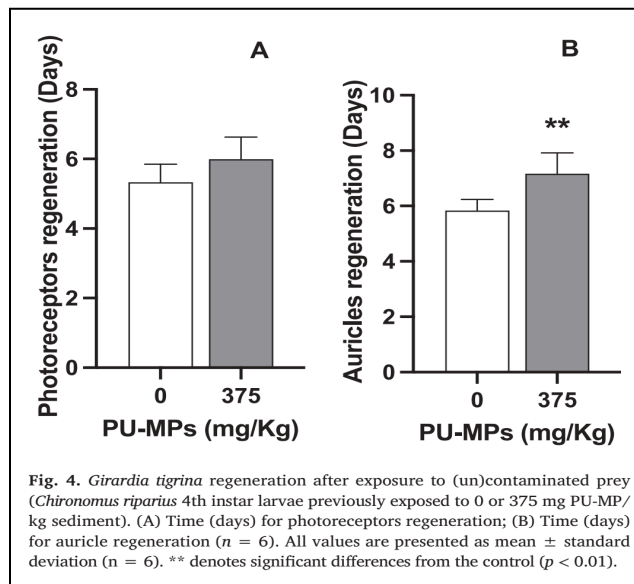 A
Photoreceptors regeneration (Days)
8
6
4
2
0
0 375
PU-MPs (mg/Kg)
B
Auricles regeneration (Days)
10
8
6
4
2
0
**
0 375
PU-MPs (mg/Kg)
Fig. 4. Girardia tigrina regeneration after exposure to (un)contaminated prey
(Chironomus riparius 4th instar larvae previously exposed to 0 or 375 mg PU-MP/
kg sediment). (A) Time (days) for photoreceptors regeneration; (B) Time (days)
for auricle regeneration (n = 6). All values are presented as mean ± standard
deviation (n = 6). ** denotes significant differences from the control (p < 0.01).